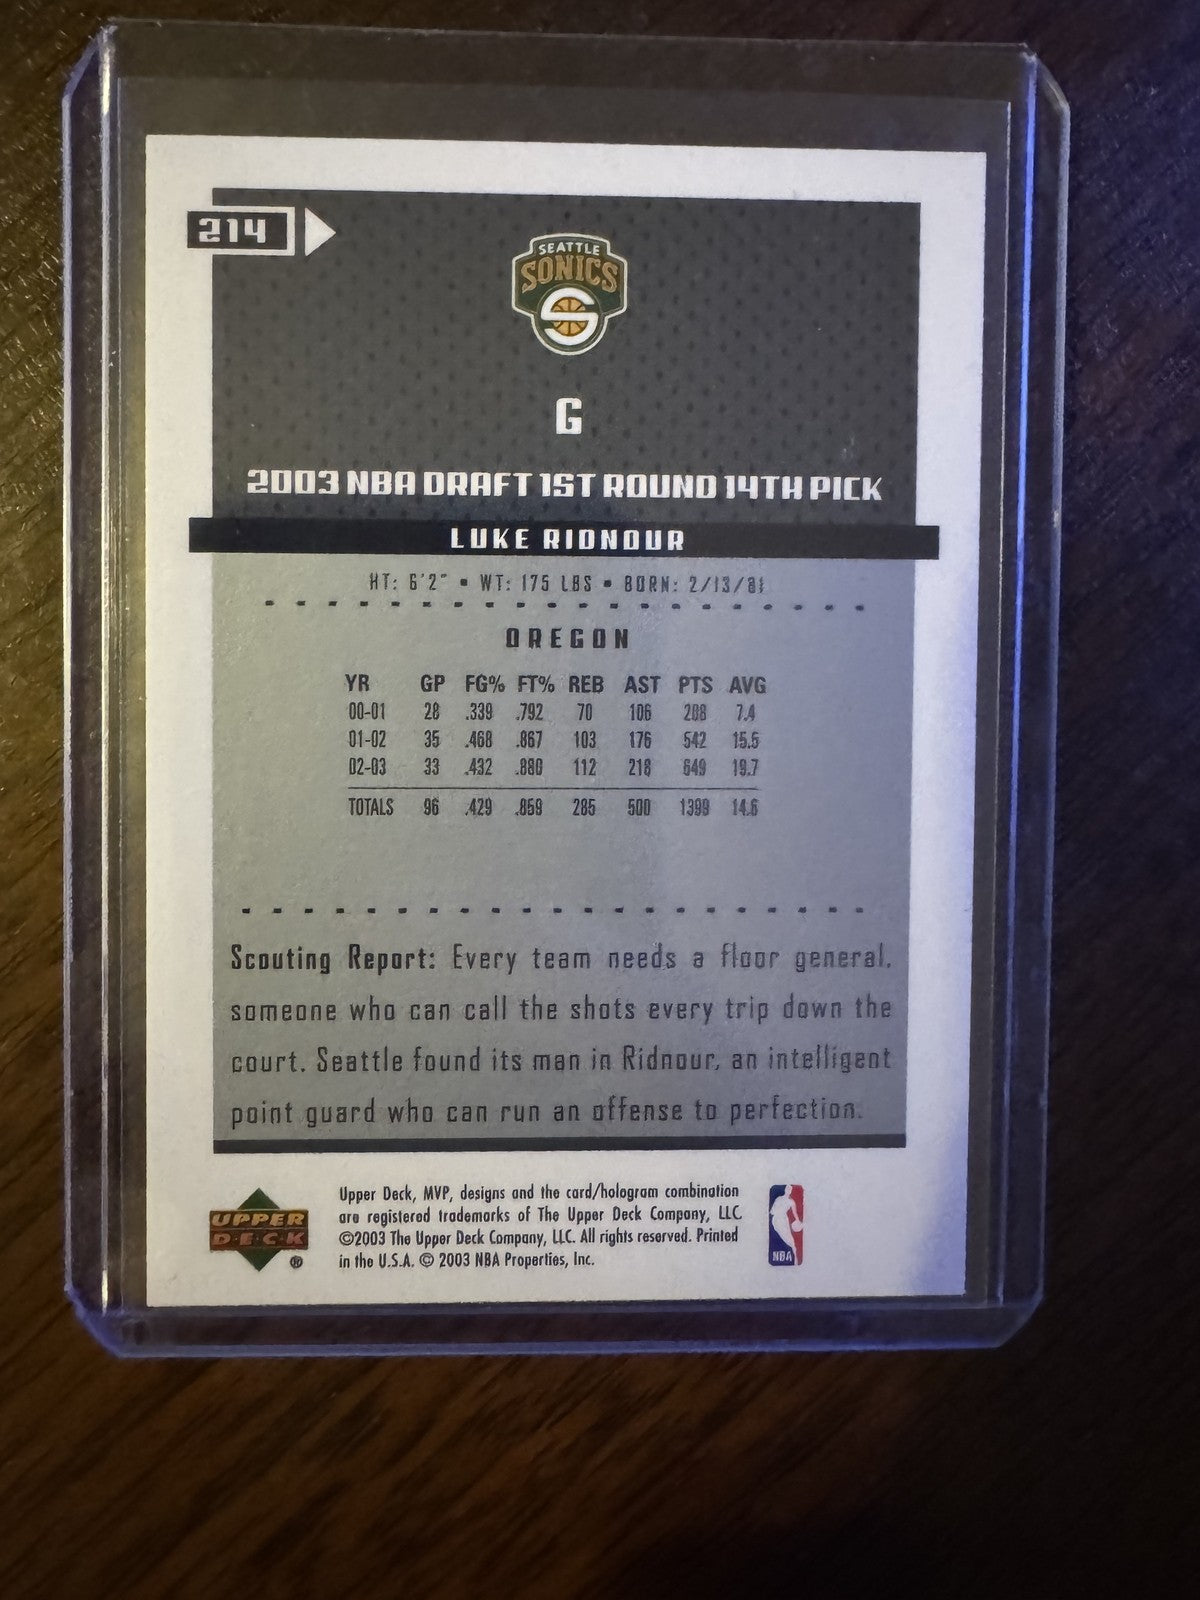 214
SEATTLE
SONICS
G
2003 NBA DRAFT 1ST ROUND 14TH PICK
LUKE RIDNOUR
HT: 6'2" • WT: 175 LBS • BORN: 2/13/81
OREGON
YR GP FG% FT% REB AST PTS AVG
00-01 28 .339 .792 70 106 208 7.4
01-02 35 .468 .867 103 176 542 15.5
02-03 33 .432 .880 112 218 649 19.7
TOTALS 96 .429 .859 285 500 1399 14.6
Scouting Report: Every team needs a floor general,
someone who can call the shots every trip down the
court. Seattle found its man in Ridnour, an intelligent
point guard who can run an offense to perfection.
UPPER
DECK
®
Upper Deck, MVP, designs and the card/hologram combination
are registered trademarks of The Upper Deck Company, LLC
©2003 The Upper Deck Company, LLC. All rights reserved. Printed
in the U.S.A. © 2003 NBA Properties, Inc.
NBA